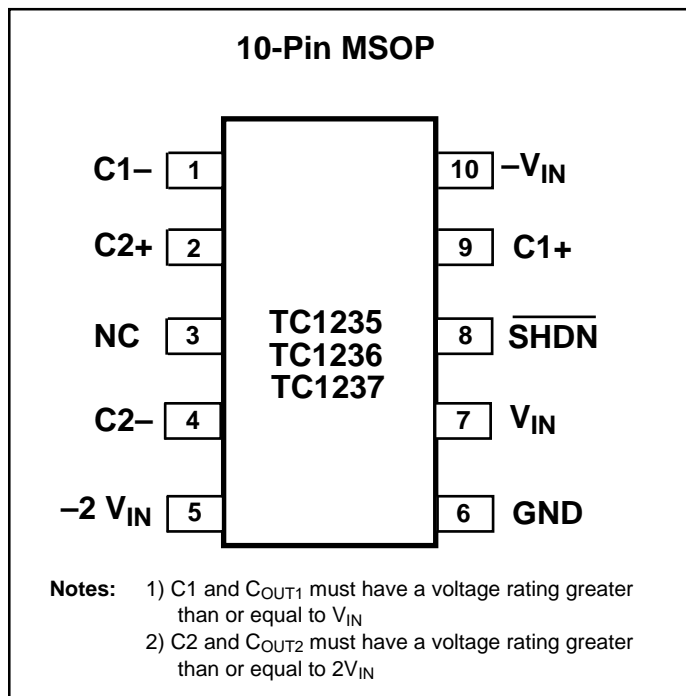 10-Pin MSOP
C1– 1 10 –VIN
C2+ 2 9 C1+
NC 3 TC1235 8 SHDN
TC1236
TC1237
C2– 4 7 VIN
–2 VIN 5 6 GND
Notes: 1) C1 and COUT1 must have a voltage rating greater
than or equal to VIN
2) C2 and COUT2 must have a voltage rating greater
than or equal to 2VIN